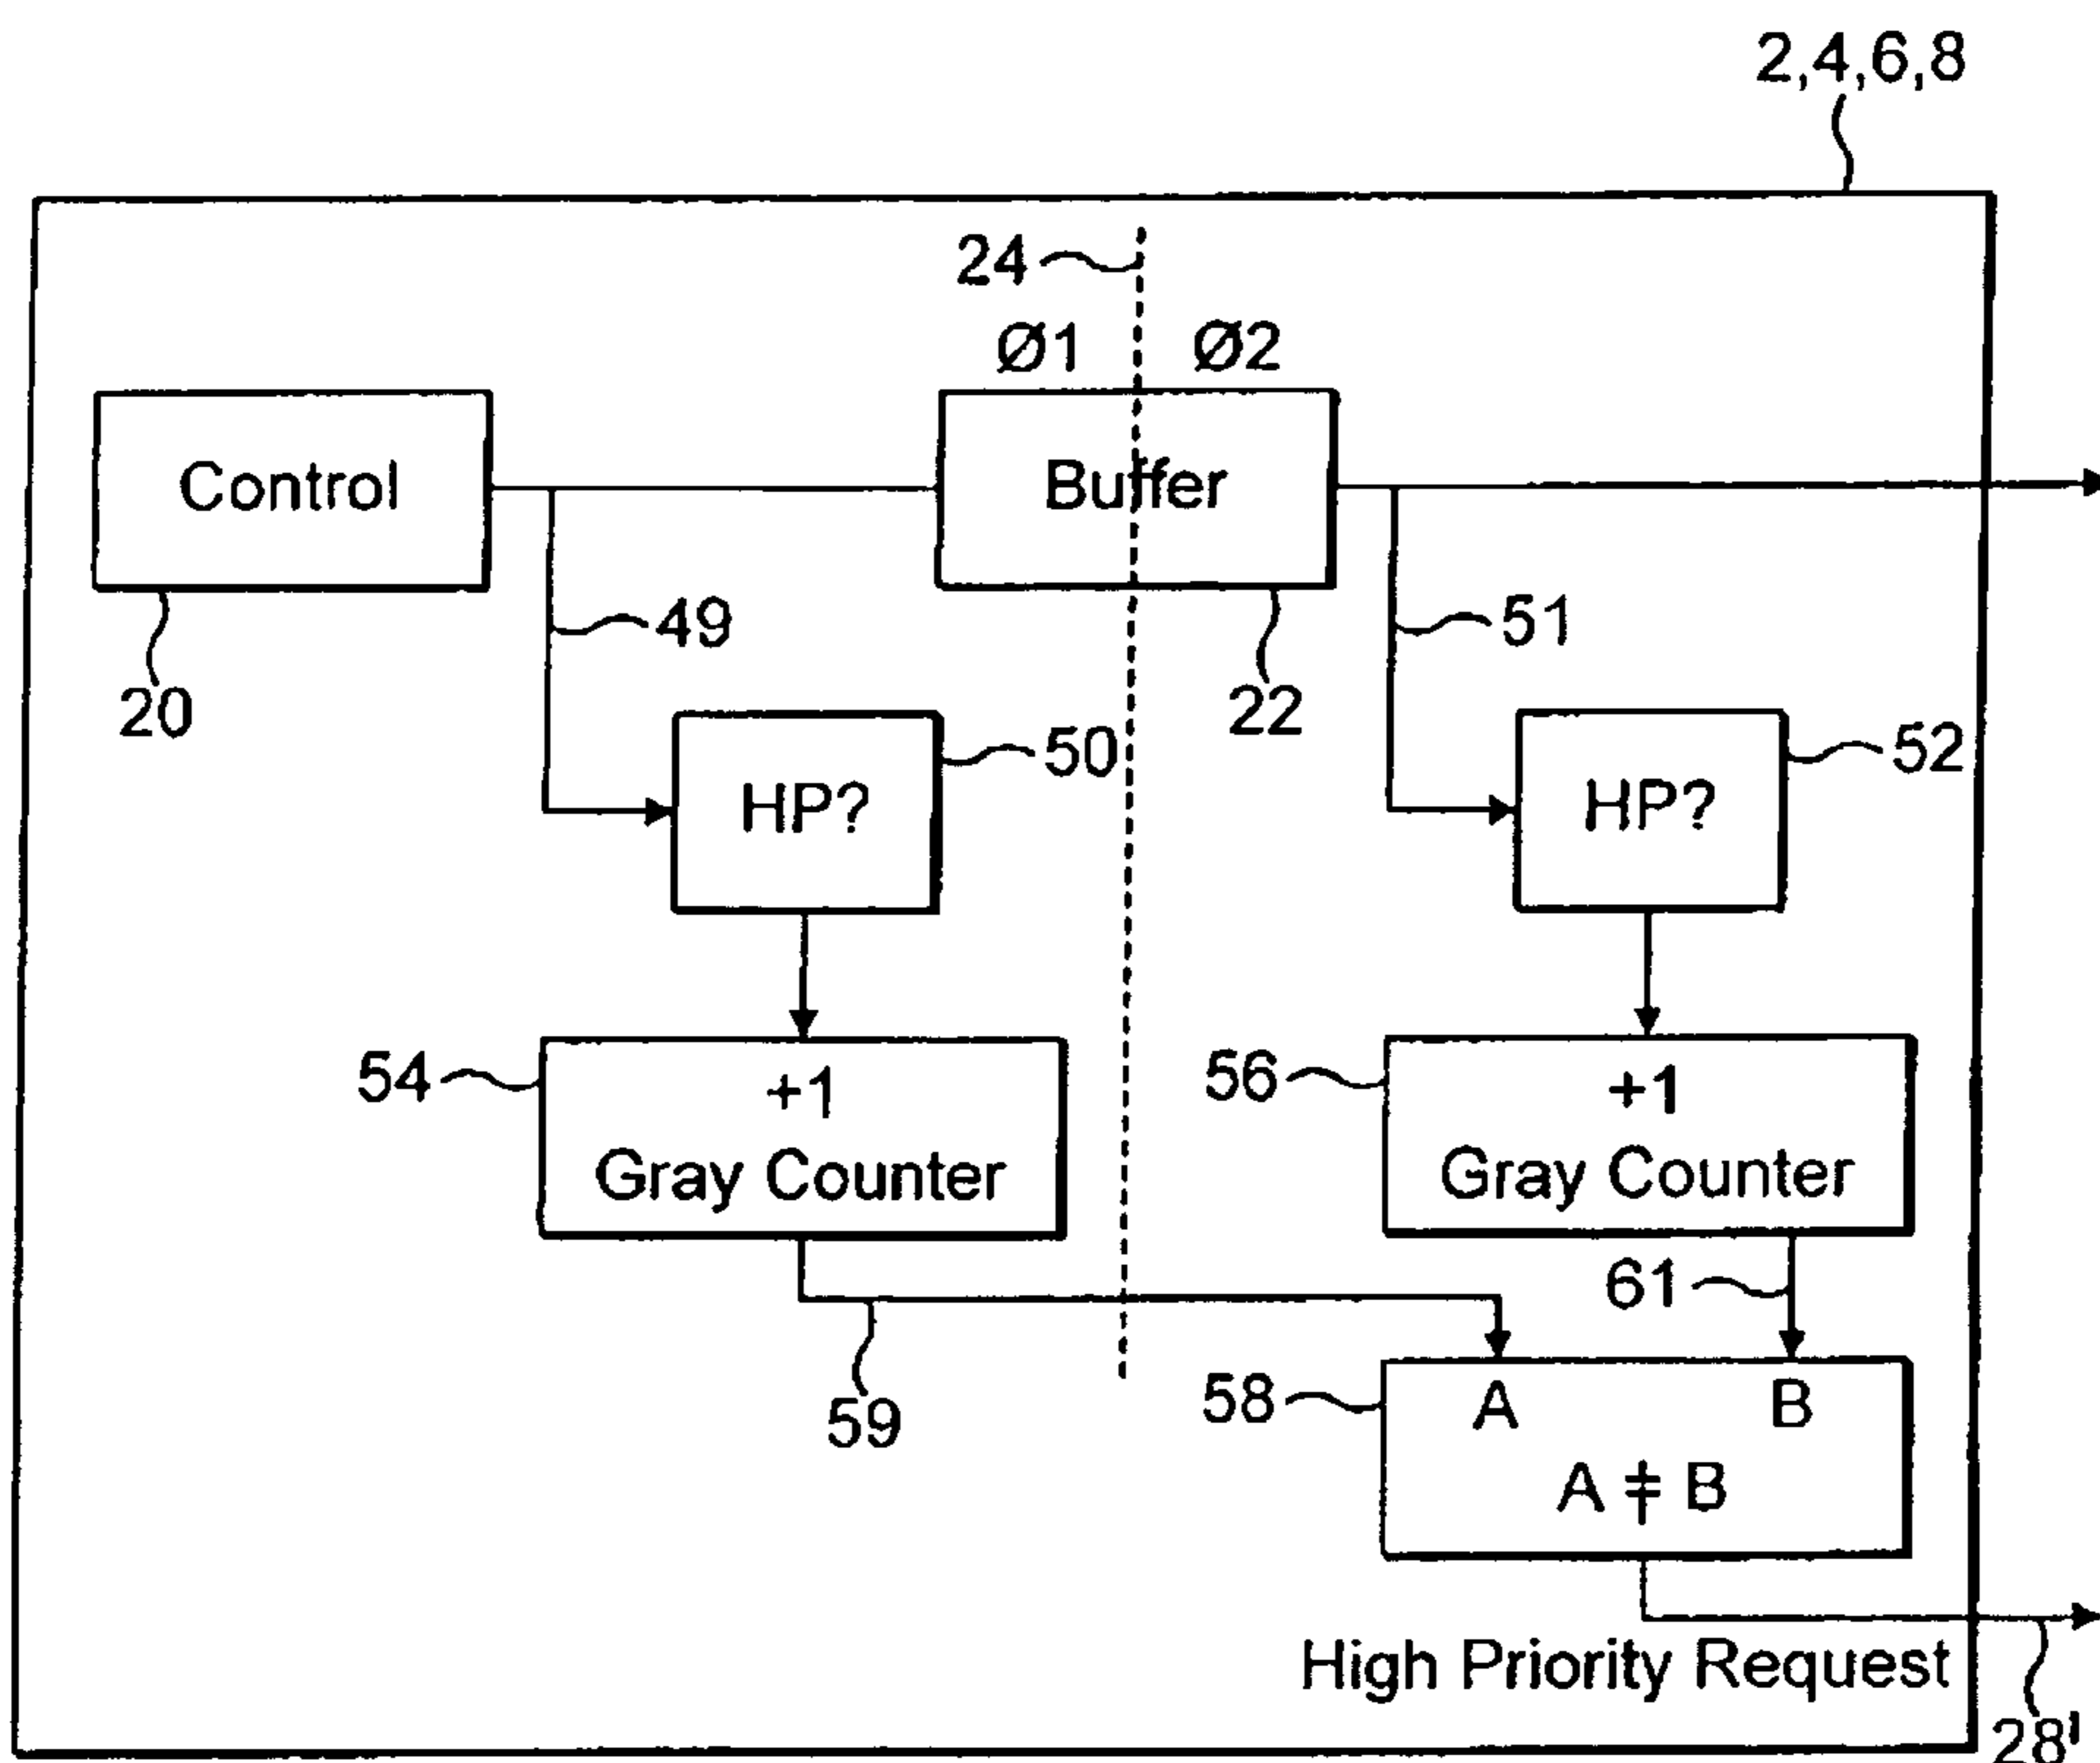 2,4,6,8
24
Ø1 Ø2
Control
Buffer
49
51
20
22
50
52
HP?
HP?
54
+1
Gray Counter
56
+1
Gray Counter
61
59
58
A B
A ‡ B
High Priority Request
28'